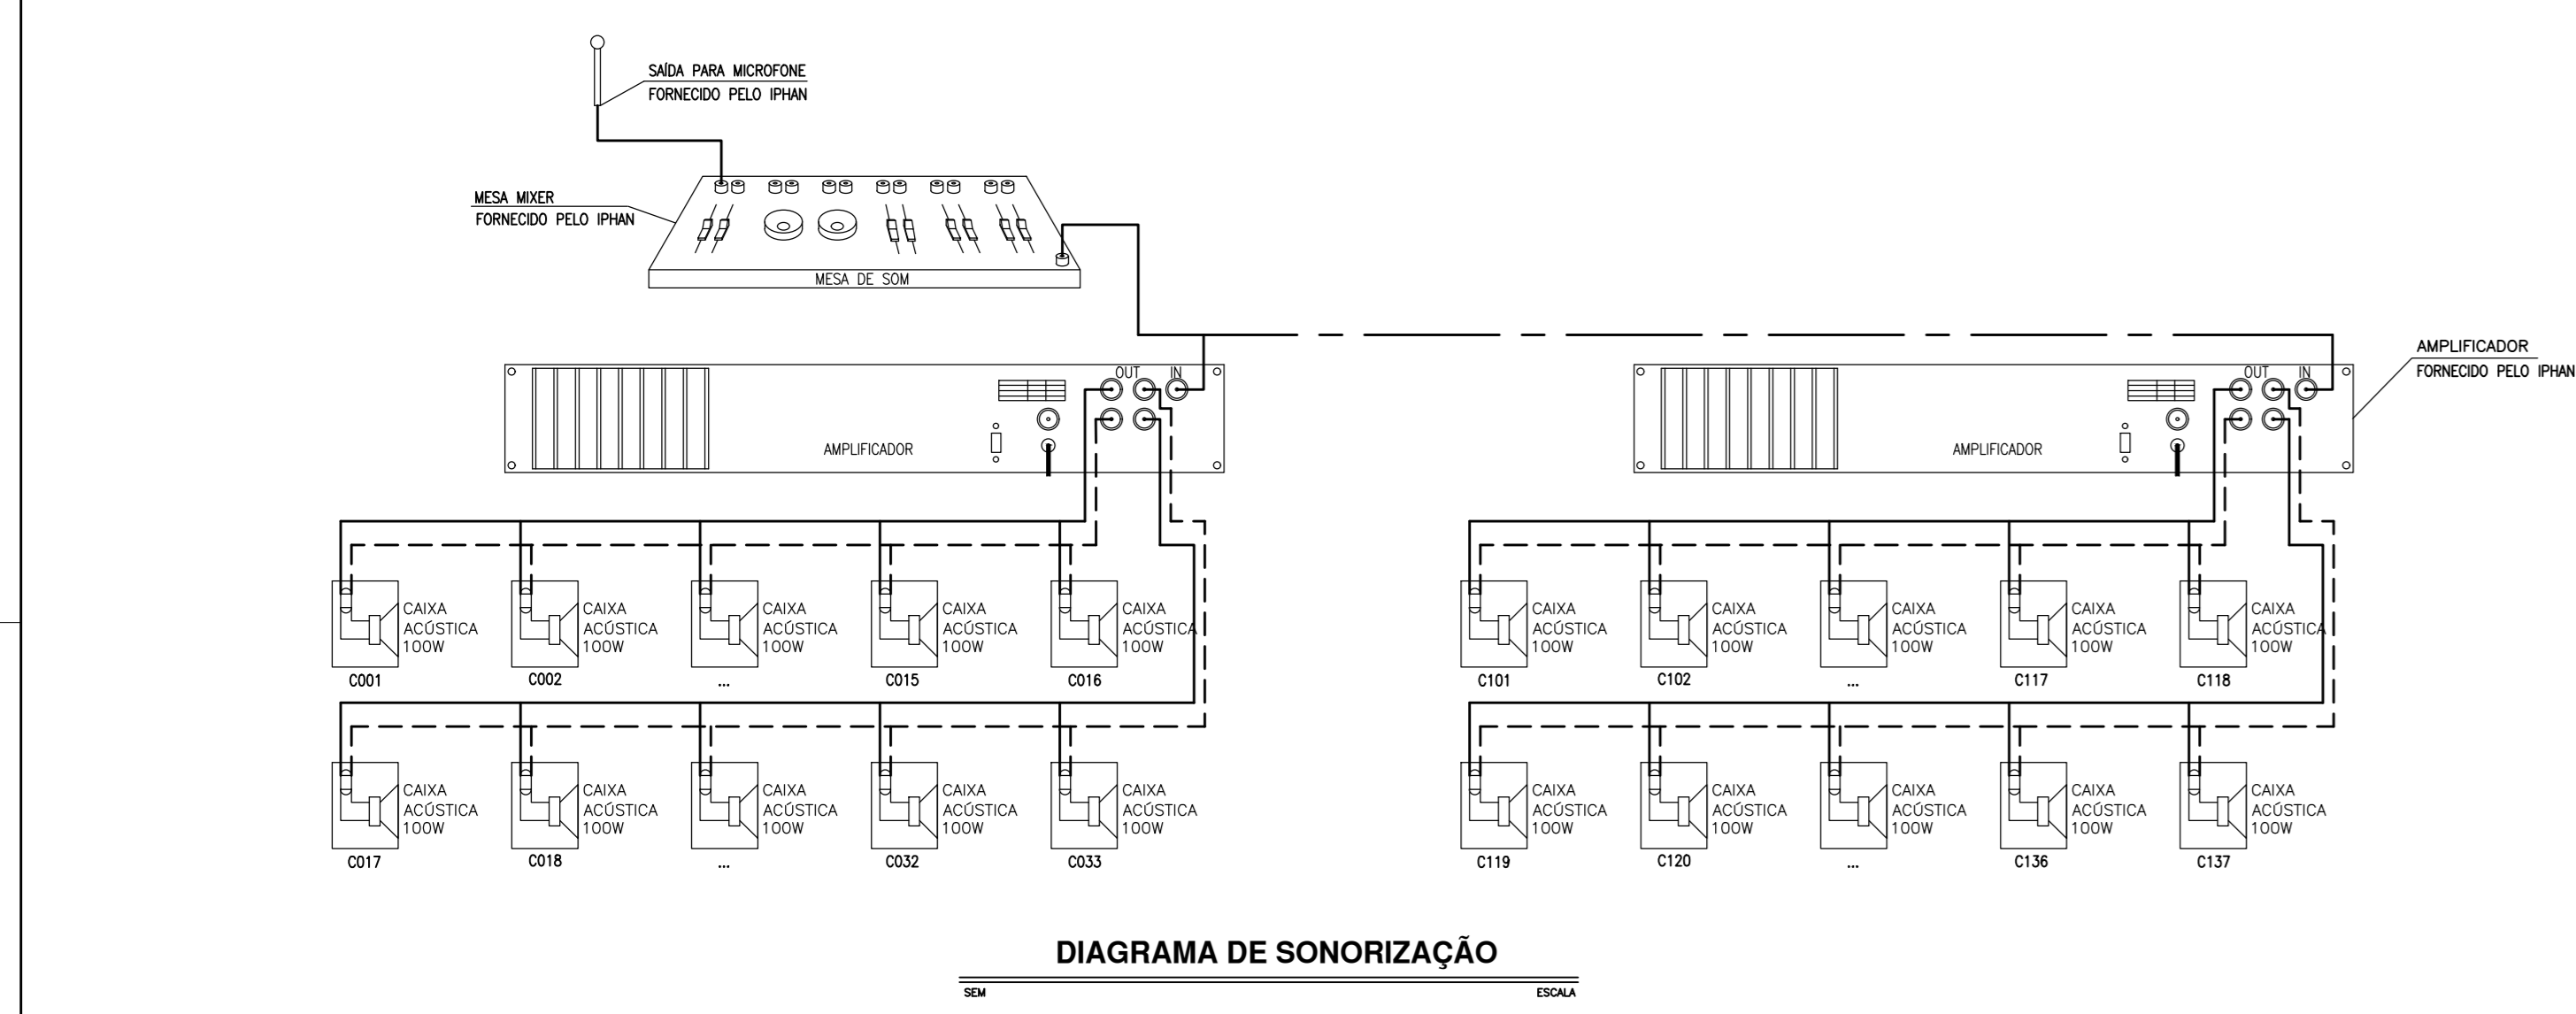 SAÍDA PARA MICROFONE
FORNECIDO PELO IPHAN
MESA MIXER
FORNECIDO PELO IPHAN
MESA DE SOM
AMPLIFICADOR
FORNECIDO PELO IPHAN
OUT
IN
AMPLIFICADOR
OUT
IN
AMPLIFICADOR
CAIXA
ACÚSTICA
100W
C001
CAIXA
ACÚSTICA
100W
C002
CAIXA
ACÚSTICA
100W
...
CAIXA
ACÚSTICA
100W
C015
CAIXA
ACÚSTICA
100W
C016
CAIXA
ACÚSTICA
100W
C101
CAIXA
ACÚSTICA
100W
C102
CAIXA
ACÚSTICA
100W
...
CAIXA
ACÚSTICA
100W
C117
CAIXA
ACÚSTICA
100W
C118
CAIXA
ACÚSTICA
100W
C017
CAIXA
ACÚSTICA
100W
C018
CAIXA
ACÚSTICA
100W
...
CAIXA
ACÚSTICA
100W
C032
CAIXA
ACÚSTICA
100W
C033
CAIXA
ACÚSTICA
100W
C119
CAIXA
ACÚSTICA
100W
C120
CAIXA
ACÚSTICA
100W
...
CAIXA
ACÚSTICA
100W
C136
CAIXA
ACÚSTICA
100W
C137
DIAGRAMA DE SONORIZAÇÃO
SEM ESCALA